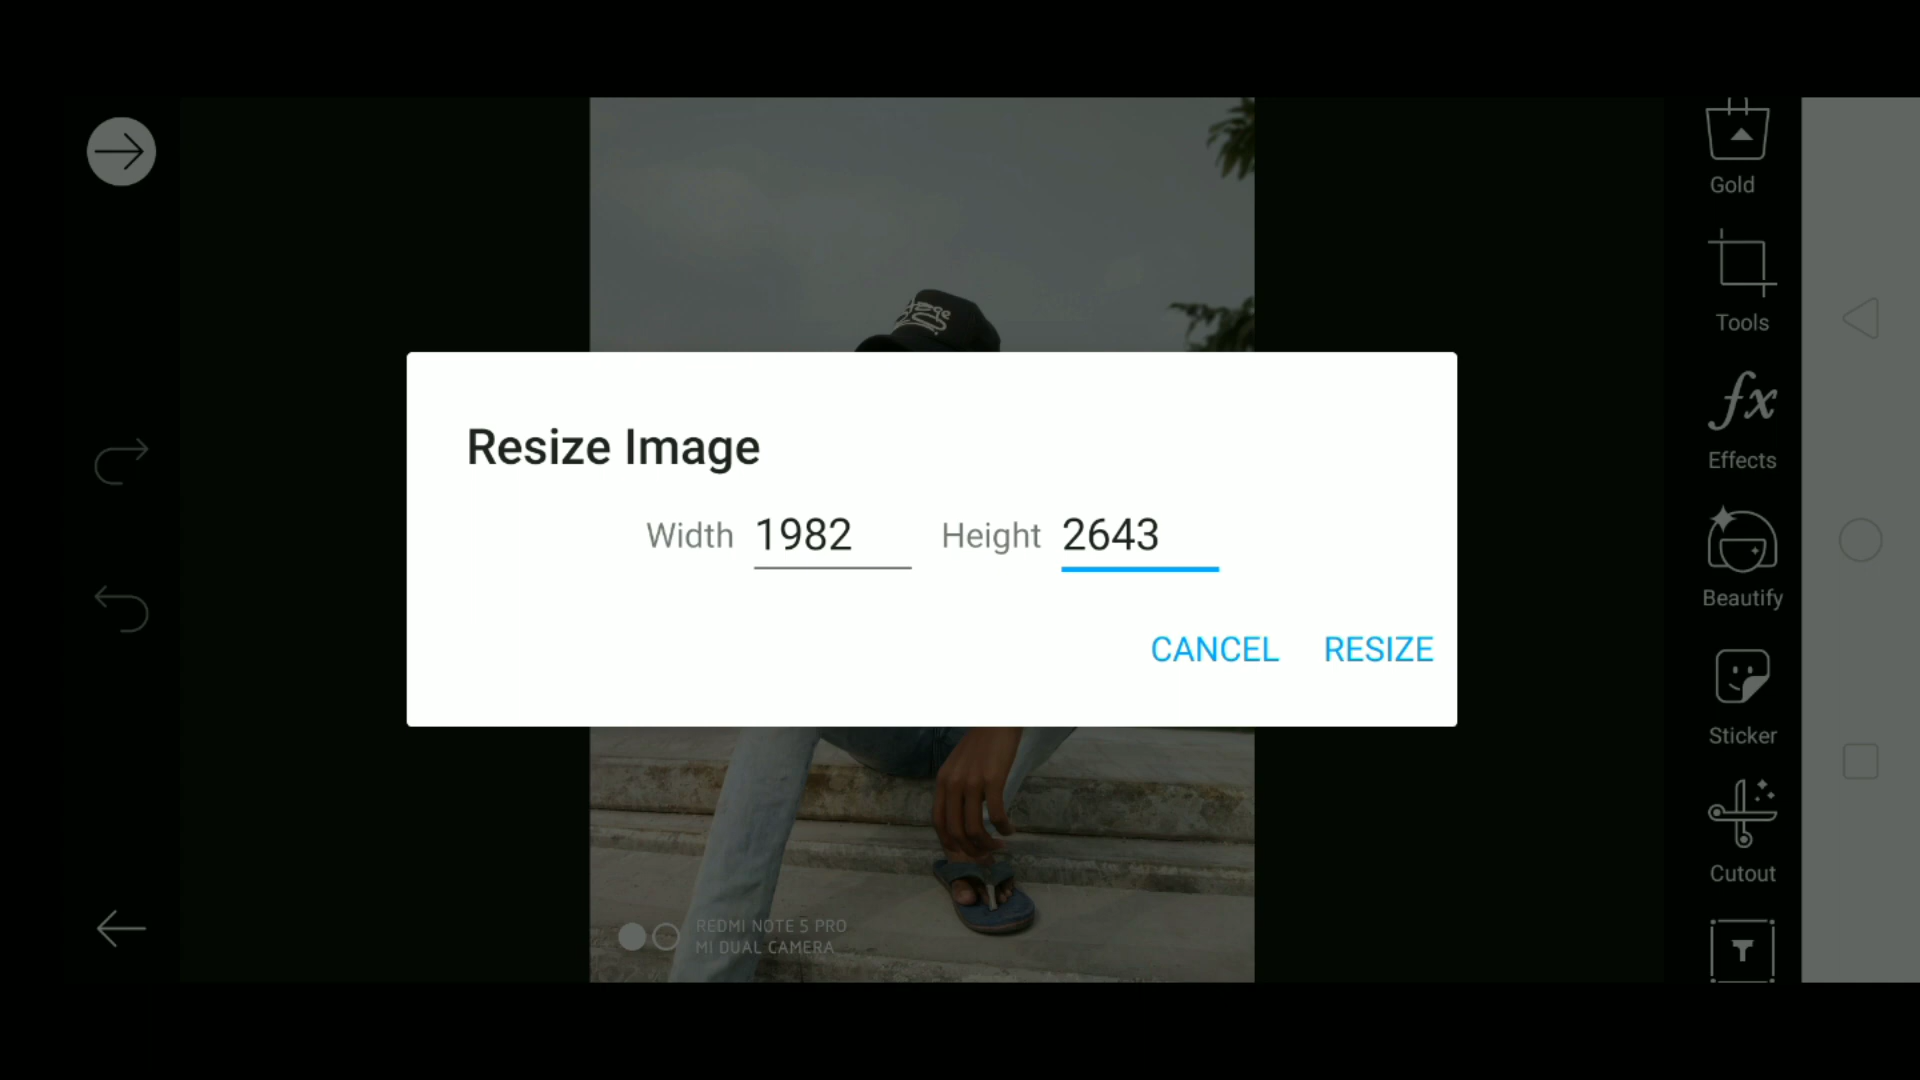 Gold
Tools
Effects
Beautify
Sticker
Cutout
Resize Image
Width 1982 Height 2643
CANCEL RESIZE
REDMI NOTE 5 PRO
MI DUAL CAMERA